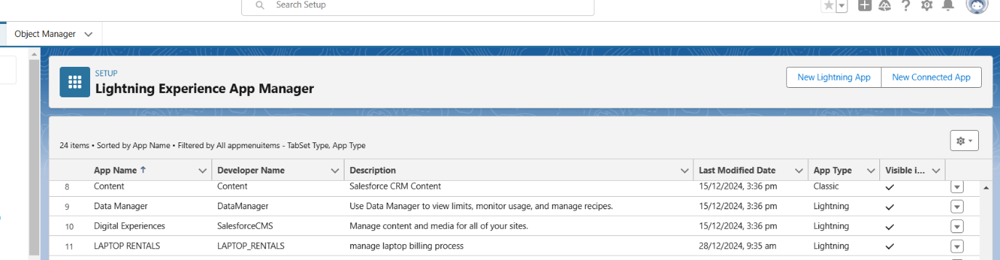 Search Setup
Object Manager
SETUP
Lightning Experience App Manager
New Lightning App New Connected App
24 items • Sorted by App Name • Filtered by All appmenuitems - TabSet Type, App Type
App Name ↑ Developer Name Description Last Modified Date App Type Visible i...
8 Content Content Salesforce CRM Content 15/12/2024, 3:36 pm Classic
9 Data Manager DataManager Use Data Manager to view limits, monitor usage, and manage recipes. 15/12/2024, 3:36 pm Lightning
10 Digital Experiences SalesforceCMS Manage content and media for all of your sites. 15/12/2024, 3:36 pm Lightning
11 LAPTOP RENTALS LAPTOP_RENTALS manage laptop billing process 28/12/2024, 9:35 am Lightning